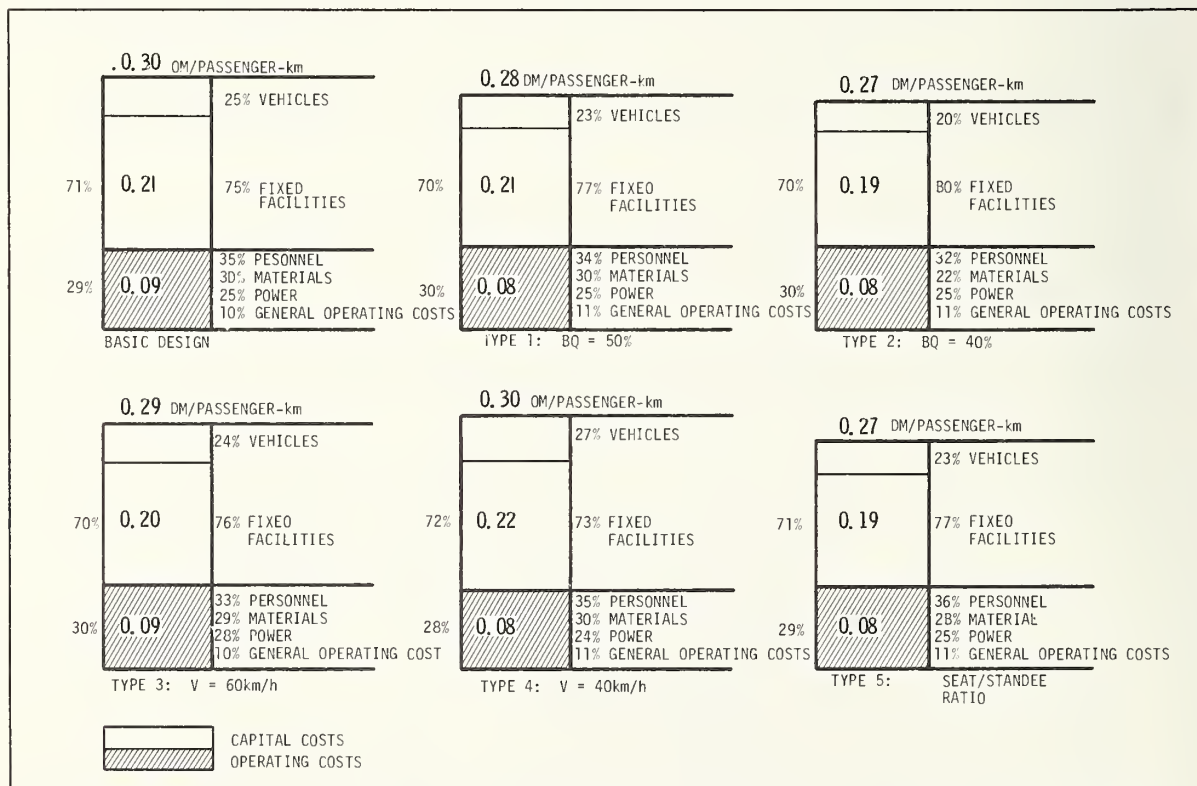 .0.30 OM/PASSENGER-km
25% VEHICLES
71%
0.21
75% FIXED
FACILITIES
29%
0.09
35% PESONNEL
3D% MATERIALS
25% POWER
10% GENERAL OPERATING COSTS
BASIC DESIGN
0.28 DM/PASSENGER-km
23% VEHICLES
70%
0.21
77% FIXEO
FACILITIES
30%
0.08
34% PERSONNEL
30% MATERIALS
25% POWER
11% GENERAL OPERATING COSTS
TYPE 1: BQ = 50%
0.27 DM/PASSENGER-km
20% VEHICLES
70%
0.19
80% FIXED
FACILITIES
30%
0.08
32% PERSONNEL
22% MATERIALS
25% POWER
11% GENERAL OPERATING COSTS
TYPE 2: BQ = 40%
0.29 DM/PASSENGER-km
24% VEHICLES
70%
0.20
76% FIXEO
FACILITIES
30%
0.09
33% PERSONNEL
29% MATERIALS
28% POWER
10% GENERAL OPERATING COST
TYPE 3: V = 60km/h
0.30 OM/PASSENGER-km
27% VEHICLES
72%
0.22
73% FIXED
FACILITIES
28%
0.08
35% PERSONNEL
30% MATERIALS
24% POWER
11% GENERAL OPERATING COSTS
TYPE 4: V = 40km/h
0.27 DM/PASSENGER-km
23% VEHICLES
71%
0.19
77% FIXEO
FACILITIES
29%
0.08
36% PERSONNEL
2B% MATERIAL
25% POWER
11% GENERAL OPERATING COSTS
TYPE 5: SEAT/STANDEE
RATIO
CAPITAL COSTS
OPERATING COSTS